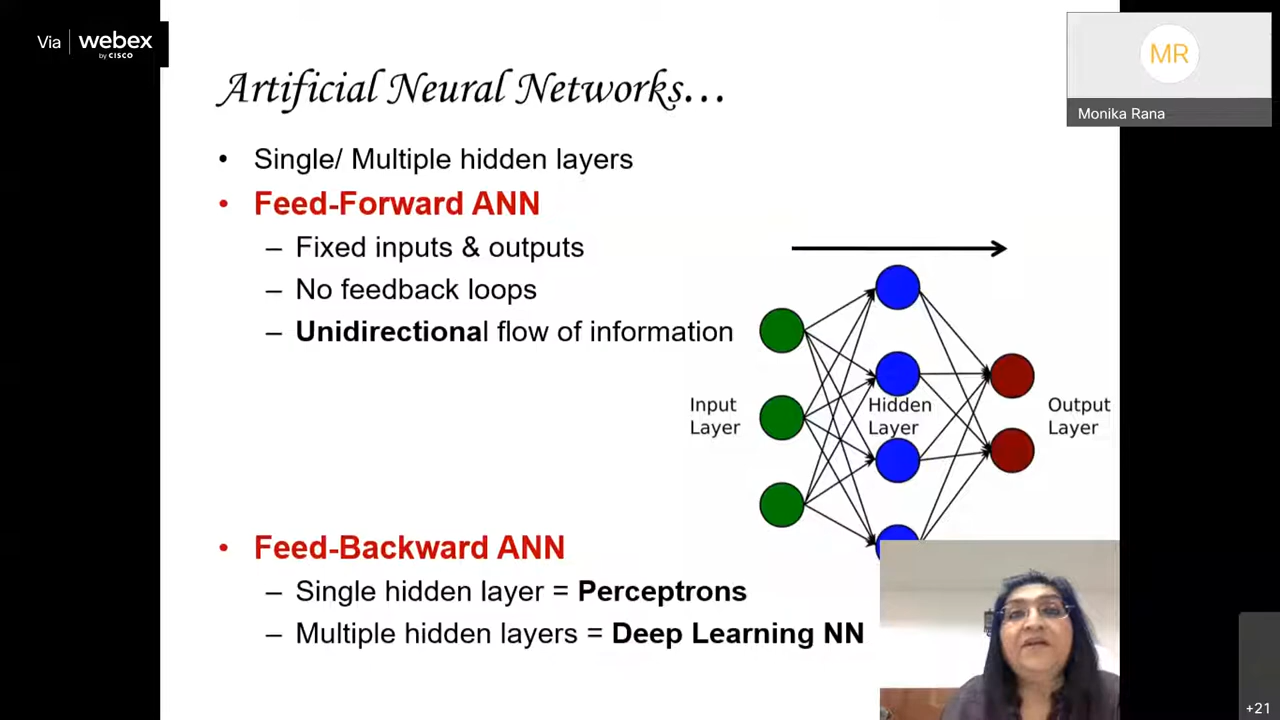 Via webex
by CISCO
MR
Monika Rana
Artificial Neural Networks...
• Single/ Multiple hidden layers
• Feed-Forward ANN
– Fixed inputs & outputs
– No feedback loops
– Unidirectional flow of information
Input
Layer
Hidden
Layer
Output
Layer
• Feed-Backward ANN
– Single hidden layer = Perceptrons
– Multiple hidden layers = Deep Learning NN
+21